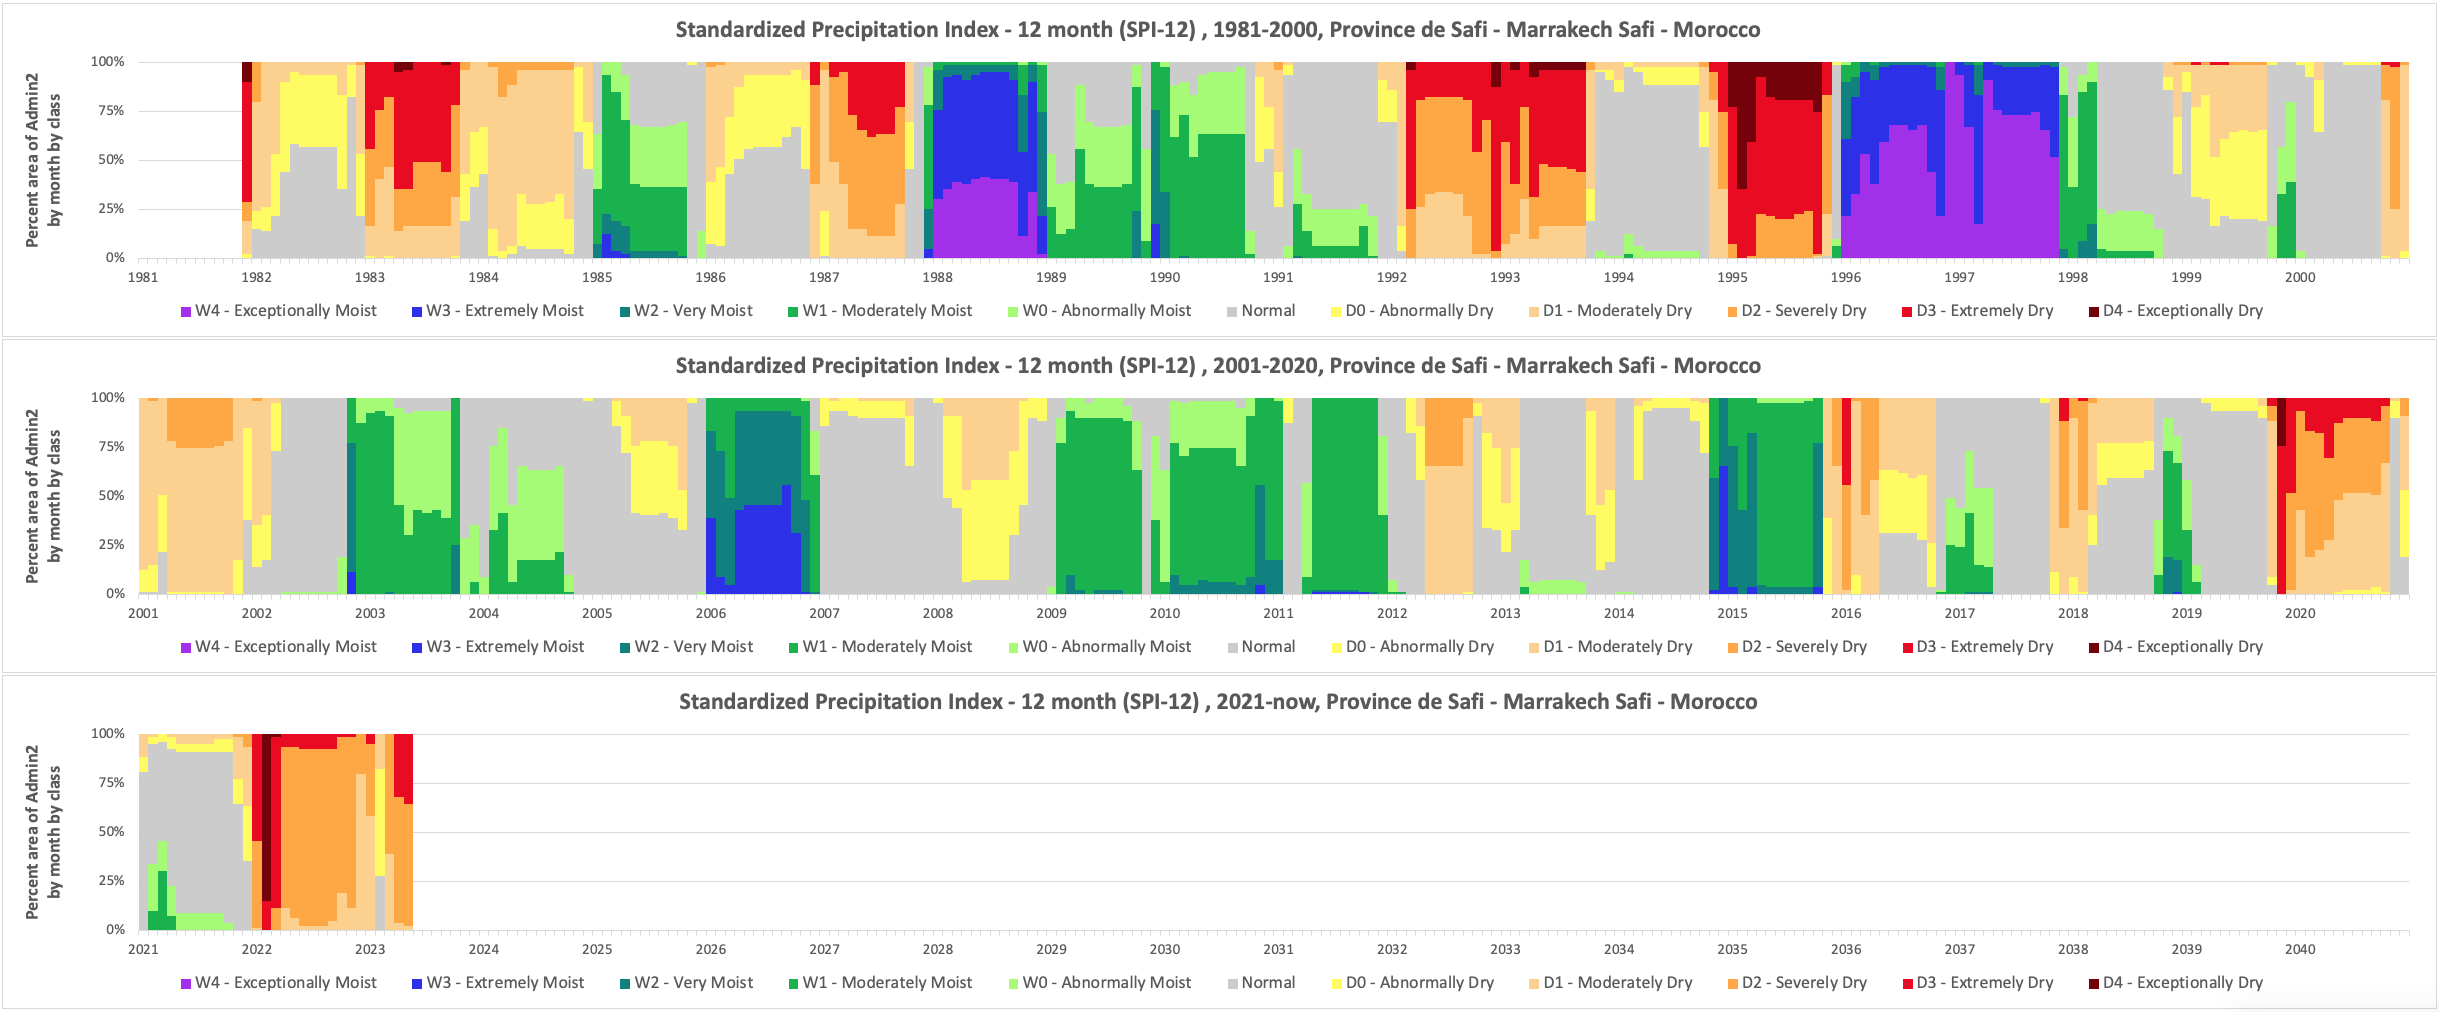 Standardized Precipitation Index - 12 month (SPI-12) , 1981-2000, Province de Safi - Marrakech Safi - Morocco
Percent area of Admin2
by month by class
100%
75%
50%
25%
0%
1981 1982 1983 1984 1985 1986 1987 1988 1989 1990 1991 1992 1993 1994 1995 1996 1997 1998 1999 2000
W4 - Exceptionally Moist W3 - Extremely Moist W2 - Very Moist W1 - Moderately Moist W0 - Abnormally Moist Normal D0 - Abnormally Dry D1 - Moderately Dry D2 - Severely Dry D3 - Extremely Dry D4 - Exceptionally Dry
Standardized Precipitation Index - 12 month (SPI-12) , 2001-2020, Province de Safi - Marrakech Safi - Morocco
Percent area of Admin2
by month by class
100%
75%
50%
25%
0%
2001 2002 2003 2004 2005 2006 2007 2008 2009 2010 2011 2012 2013 2014 2015 2016 2017 2018 2019 2020
W4 - Exceptionally Moist W3 - Extremely Moist W2 - Very Moist W1 - Moderately Moist W0 - Abnormally Moist Normal D0 - Abnormally Dry D1 - Moderately Dry D2 - Severely Dry D3 - Extremely Dry D4 - Exceptionally Dry
Standardized Precipitation Index - 12 month (SPI-12) , 2021-now, Province de Safi - Marrakech Safi - Morocco
Percent area of Admin2
by month by class
100%
75%
50%
25%
0%
2021 2022 2023 2024 2025 2026 2027 2028 2029 2030 2031 2032 2033 2034 2035 2036 2037 2038 2039 2040
W4 - Exceptionally Moist W3 - Extremely Moist W2 - Very Moist W1 - Moderately Moist W0 - Abnormally Moist Normal D0 - Abnormally Dry D1 - Moderately Dry D2 - Severely Dry D3 - Extremely Dry D4 - Exceptionally Dry